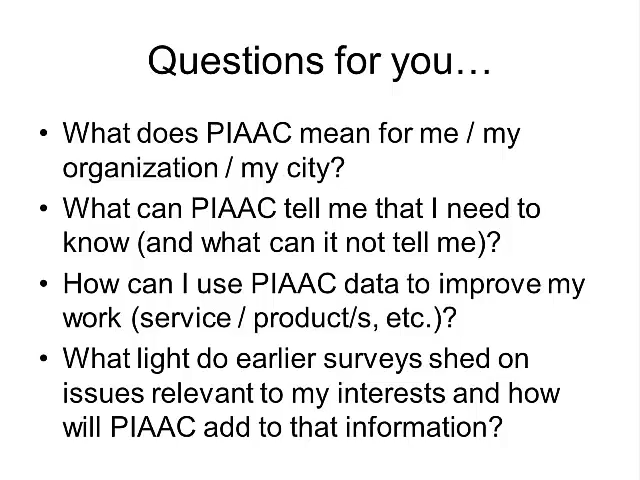 Questions for you…
• What does PIAAC mean for me / my
organization / my city?
• What can PIAAC tell me that I need to
know (and what can it not tell me)?
• How can I use PIAAC data to improve my
work (service / product/s, etc.)?
• What light do earlier surveys shed on
issues relevant to my interests and how
will PIAAC add to that information?